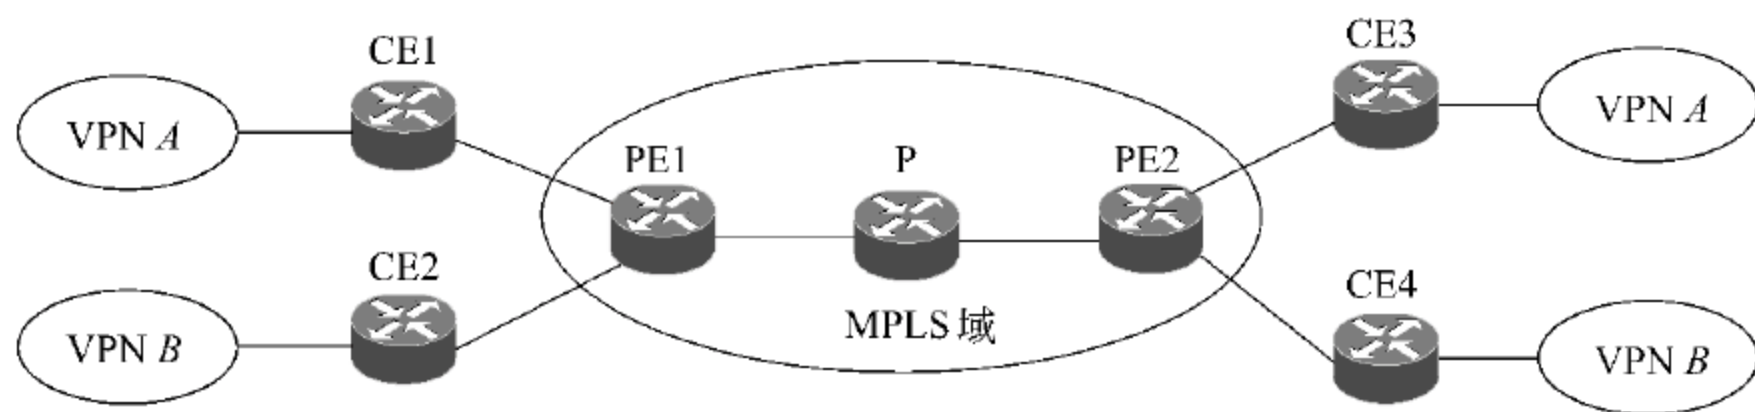 CE1
VPN A
CE2
VPN B
PE1
P
PE2
MPLS 域
CE3
VPN A
CE4
VPN B